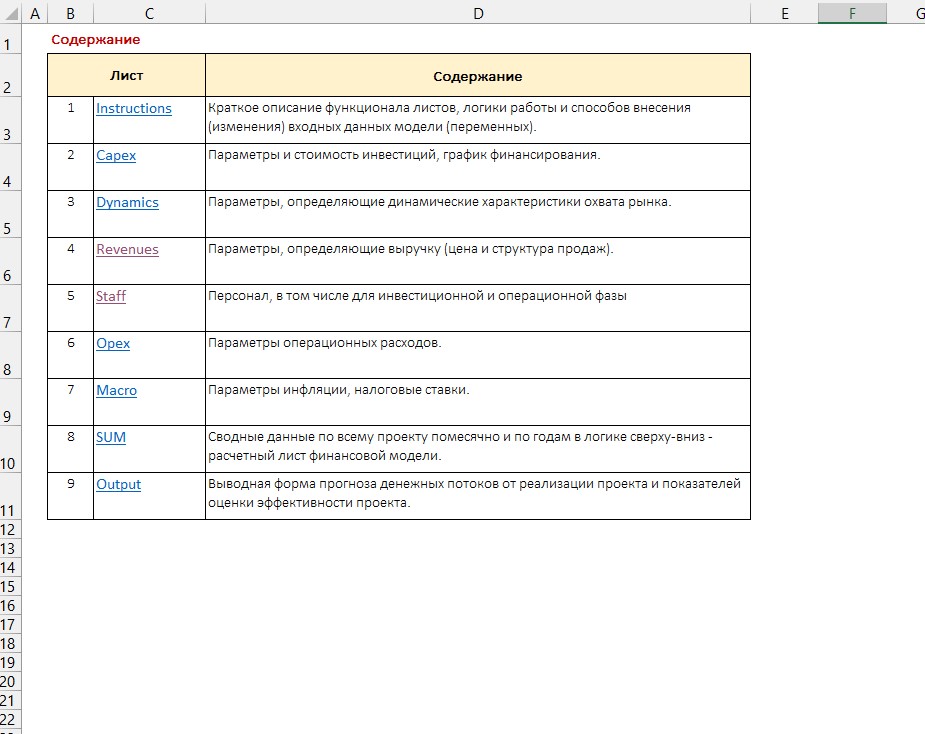 A B C D E F G
1 Содержание
2 Лист Содержание
3 1 Instructions Краткое описание функционала листов, логики работы и способов внесения
(изменения) входных данных модели (переменных).
4 2 Capex Параметры и стоимость инвестиций, график финансирования.
5 3 Dynamics Параметры, определяющие динамические характеристики охвата рынка.
6 4 Revenues Параметры, определяющие выручку (цена и структура продаж).
7 5 Staff Персонал, в том числе для инвестиционной и операционной фазы
8 6 Opex Параметры операционных расходов.
9 7 Macro Параметры инфляции, налоговые ставки.
10 8 SUM Сводные данные по всему проекту помесячно и по годам в логике сверху-вниз -
расчетный лист финансовой модели.
11 9 Output Выводная форма прогноза денежных потоков от реализации проекта и показателей
оценки эффективности проекта.
12
13
14
15
16
17
18
19
20
21
22